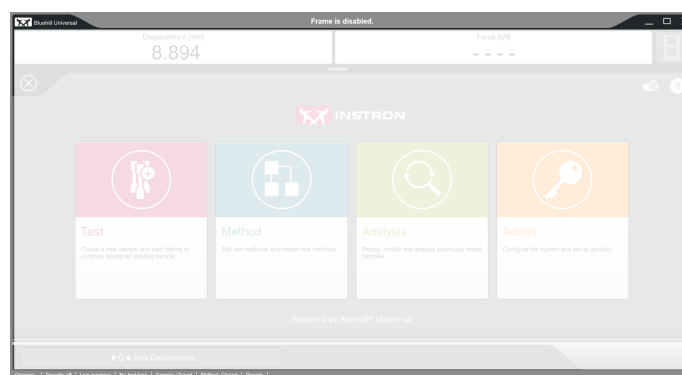 Bluehill Universal
Frame is disabled.
Displacement [mm]
8.894
Force [kN]
- - - -
INSTRON
Test
Create a new sample and start testing or
continue testing an existing sample.
Method
Edit test methods and create new methods
Analysis
Replay, modify and analyze previously tested
samples.
Admin
Configure the system and set up security.
Powered by Bluehill® Universal
0 Zero Displacement